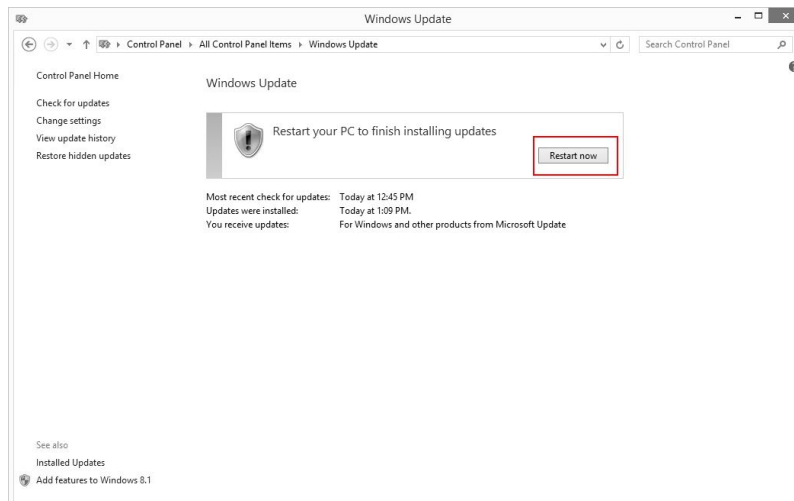 Windows Update
Control Panel All Control Panel Items Windows Update
Search Control Panel
Control Panel Home
Check for updates
Change settings
View update history
Restore hidden updates
Windows Update
Restart your PC to finish installing updates
Restart now
Most recent check for updates: Today at 12:45 PM
Updates were installed: Today at 1:09 PM.
You receive updates: For Windows and other products from Microsoft Update
See also
Installed Updates
Add features to Windows 8.1